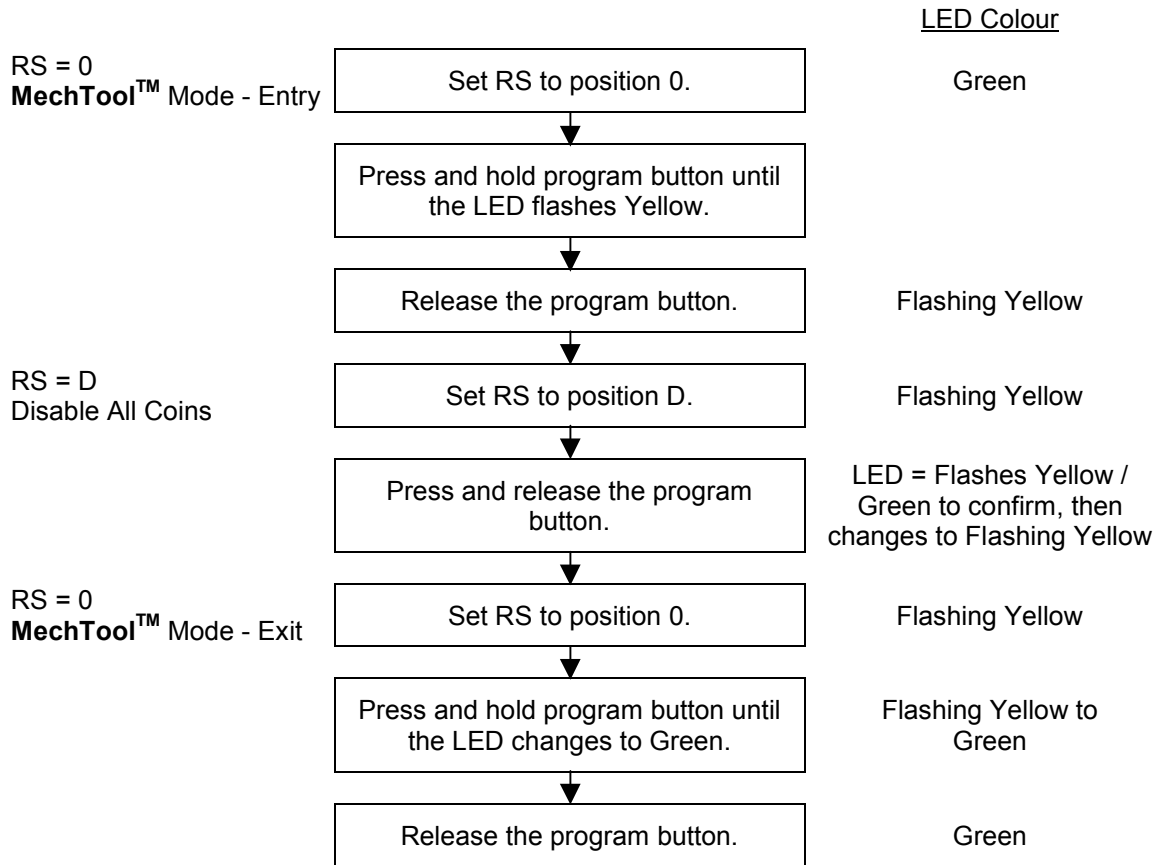 LED Colour
RS = 0
MechTool™ Mode - Entry
Set RS to position 0.
Green
Press and hold program button until
the LED flashes Yellow.
Release the program button.
Flashing Yellow
RS = D
Disable All Coins
Set RS to position D.
Flashing Yellow
Press and release the program
button.
LED = Flashes Yellow /
Green to confirm, then
changes to Flashing Yellow
RS = 0
MechTool™ Mode - Exit
Set RS to position 0.
Flashing Yellow
Press and hold program button until
the LED changes to Green.
Flashing Yellow to
Green
Release the program button.
Green